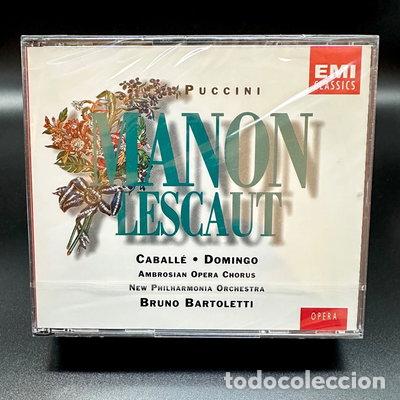 EMI
CLASSICS
PUCCINI
MANON
LESCAUT
CABALLÉ • DOMINGO
AMBROSIAN OPERA CHORUS
NEW PHILHARMONIA ORCHESTRA
BRUNO BARTOLETTI
OPERA
todocoleccion